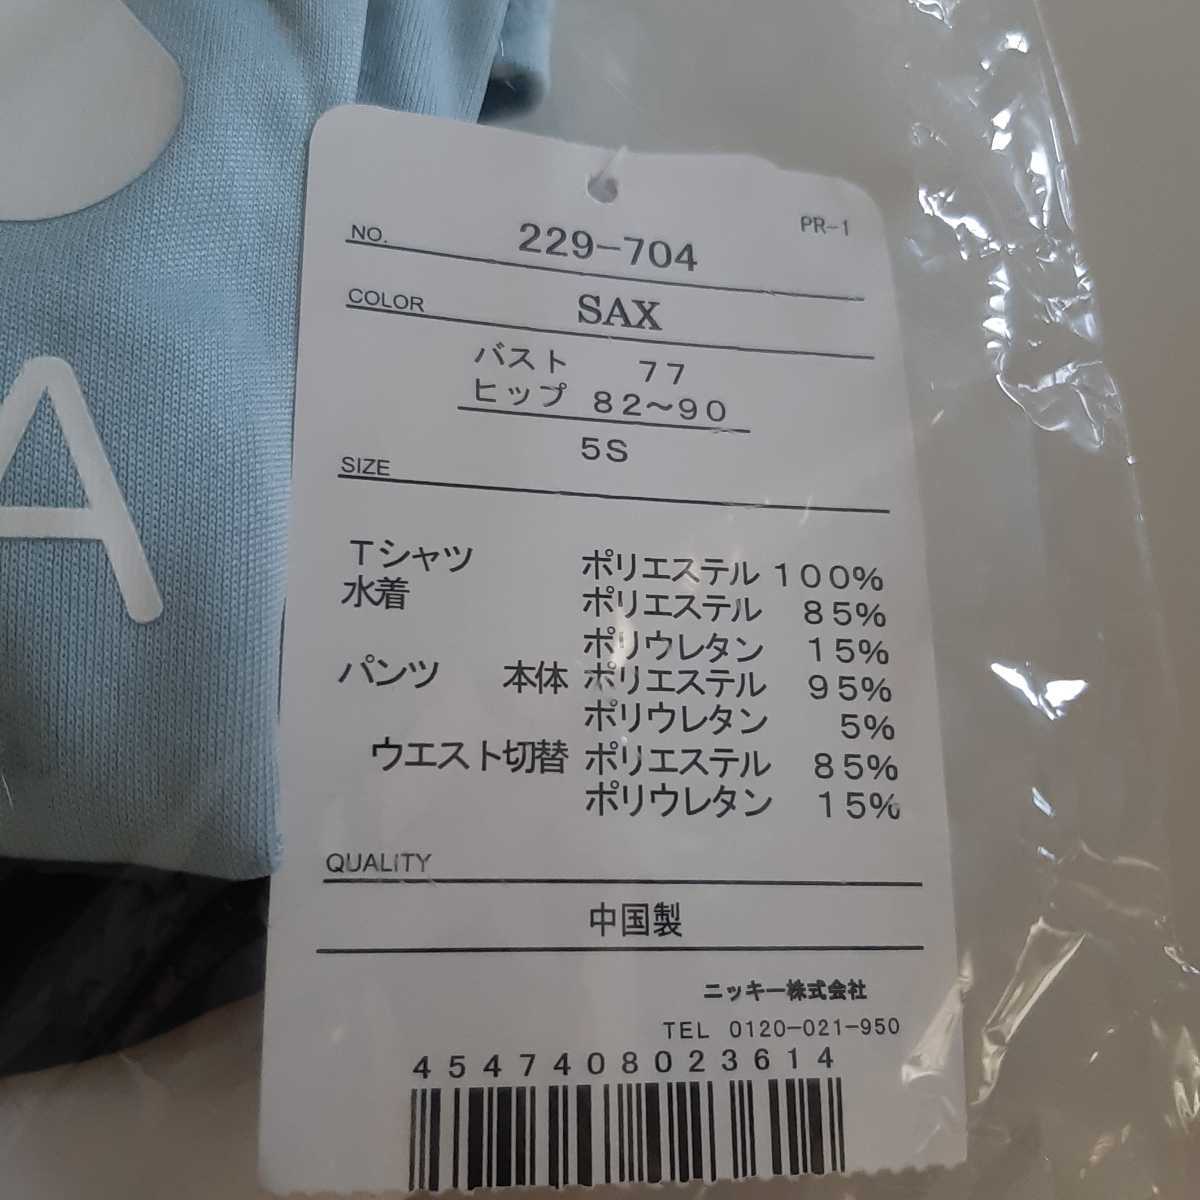 PR-1
NO. 229-704
COLOR SAX
バスト 77
ヒップ 82〜90
5S
SIZE
Tシャツ ポリエステル 100%
水着 ポリエステル 85%
ポリウレタン 15%
パンツ 本体 ポリエステル 95%
ポリウレタン 5%
ウエスト切替 ポリエステル 85%
ポリウレタン 15%
QUALITY
中国製
ニッキー株式会社
TEL 0120-021-950
4547408023614
A